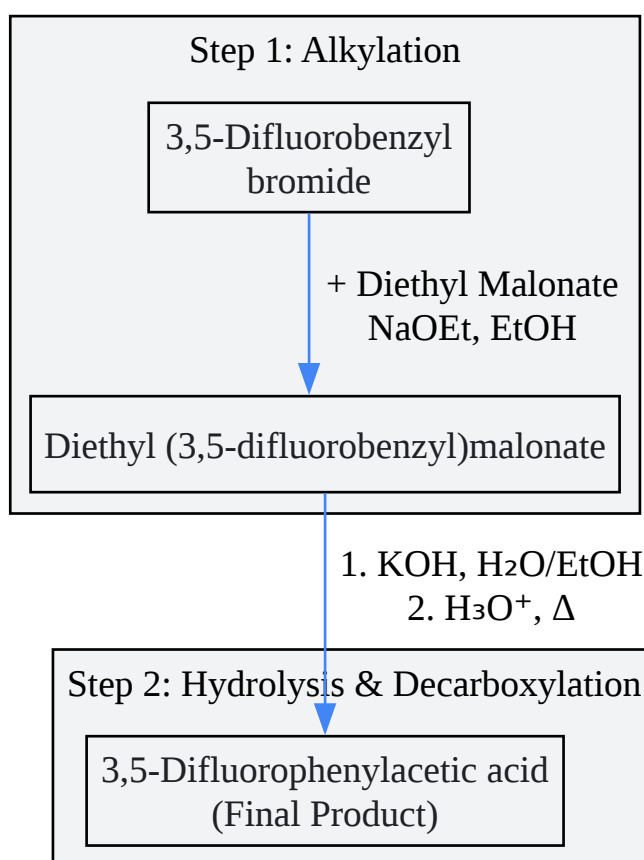 Step 1: Alkylation
3,5-Difluorobenzyl
bromide
+ Diethyl Malonate
NaOEt, EtOH
Diethyl (3,5-difluorobenzyl)malonate
1. KOH, H₂O/EtOH
2. H₃O⁺, Δ
Step 2: Hydrolysis & Decarboxylation
3,5-Difluorophenylacetic acid
(Final Product)